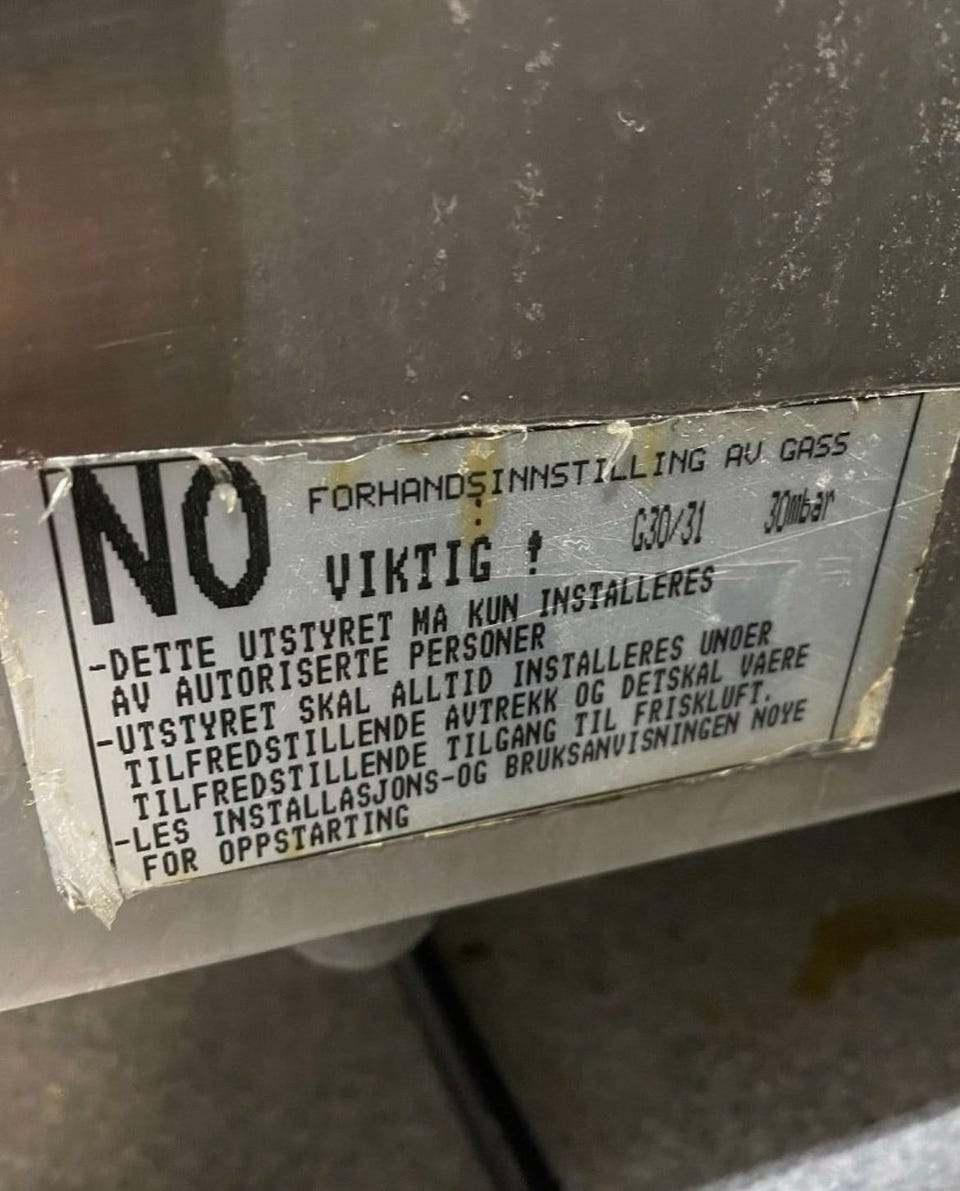 NO
FORHANDSINNSTILLING AV GASS
G30/31 30mbar
VIKTIG !
-DETTE UTSTYRET MA KUN INSTALLERES
AV AUTORISERTE PERSONER
-UTSTYRET SKAL ALLTID INSTALLERES UNOER
TILFREDSTILLENDE AVTREKK OG DETSKAL VAERE
TILFREDSTILLENDE TILGANG TIL FRISKLUFT.
-LES INSTALLASJONS-OG BRUKSANVISNINGEN NOYE
FOR OPPSTARTING